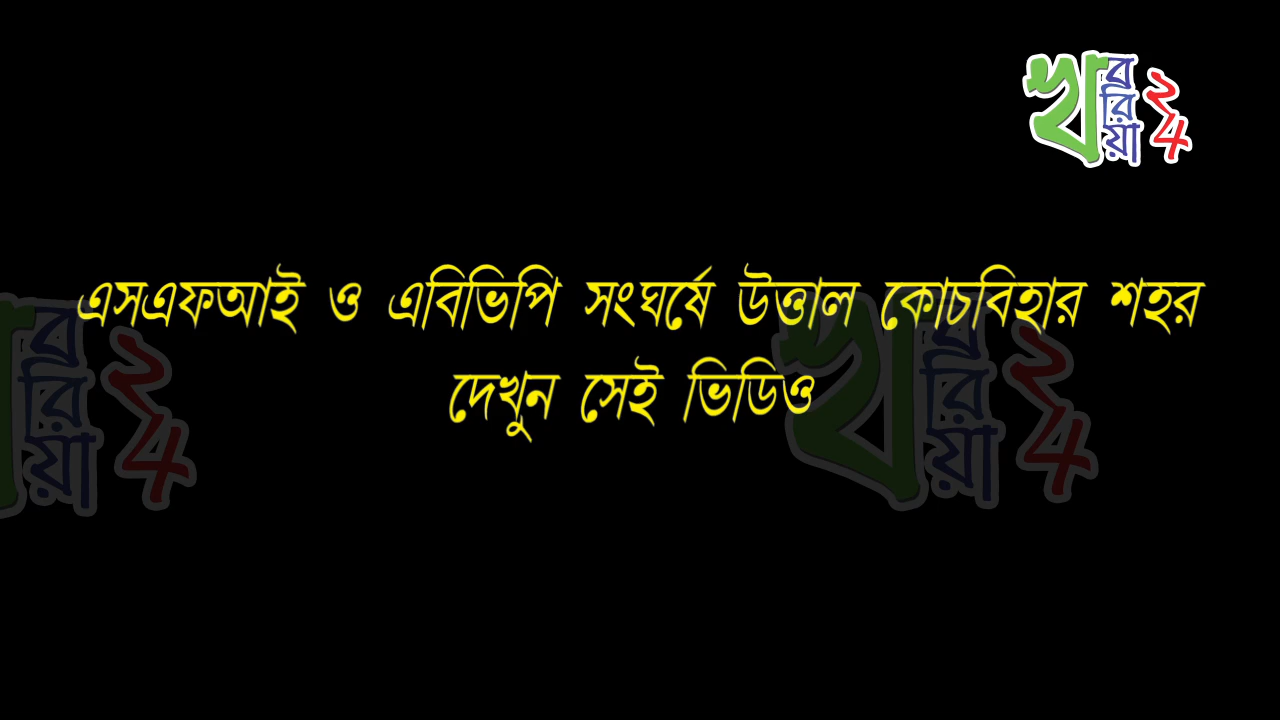 খবরিয়া ২৪
এসএফআই ও এবিভিপি সংঘর্ষে উত্তাল কোচবিহার শহর
দেখুন সেই ভিডিও